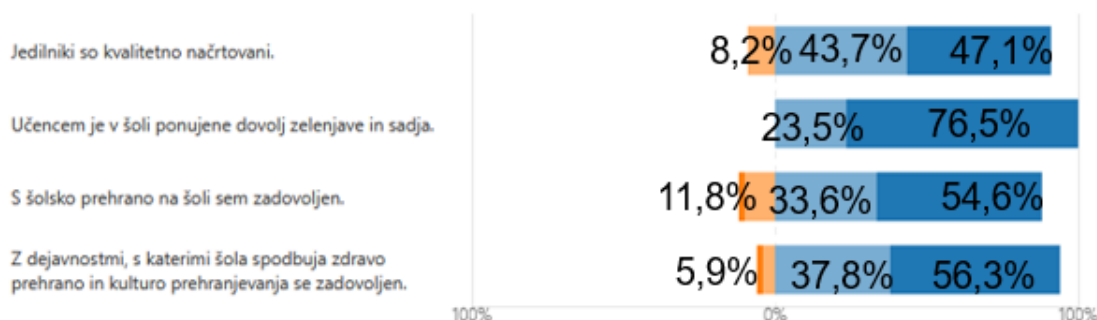 Jedilniki so kvalitetno načrtovani.
8,2% 43,7% 47,1%
Učencem je v šoli ponujene dovolj zelenjave in sadja.
23,5% 76,5%
S šolsko prehrano na šoli sem zadovoljen.
11,8% 33,6% 54,6%
Z dejavnostmi, s katerimi šola spodbuja zdravo
prehrano in kulturo prehranjevanja se zadovoljen.
5,9% 37,8% 56,3%
100% 0% 100%